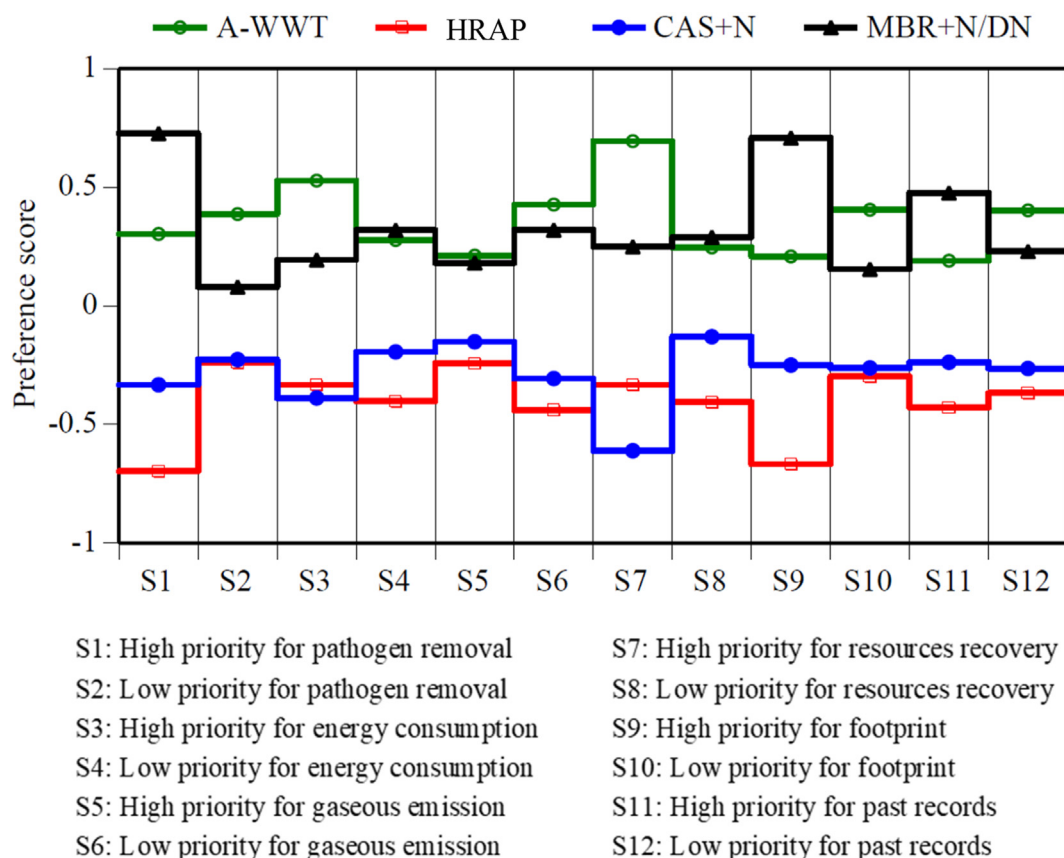 A-WWT HRAP CAS+N MBR+N/DN
1
0.5
0
-0.5
-1
Preference score
S1 S2 S3 S4 S5 S6 S7 S8 S9 S10 S11 S12
S1: High priority for pathogen removal
S2: Low priority for pathogen removal
S3: High priority for energy consumption
S4: Low priority for energy consumption
S5: High priority for gaseous emission
S6: Low priority for gaseous emission
S7: High priority for resources recovery
S8: Low priority for resources recovery
S9: High priority for footprint
S10: Low priority for footprint
S11: High priority for past records
S12: Low priority for past records